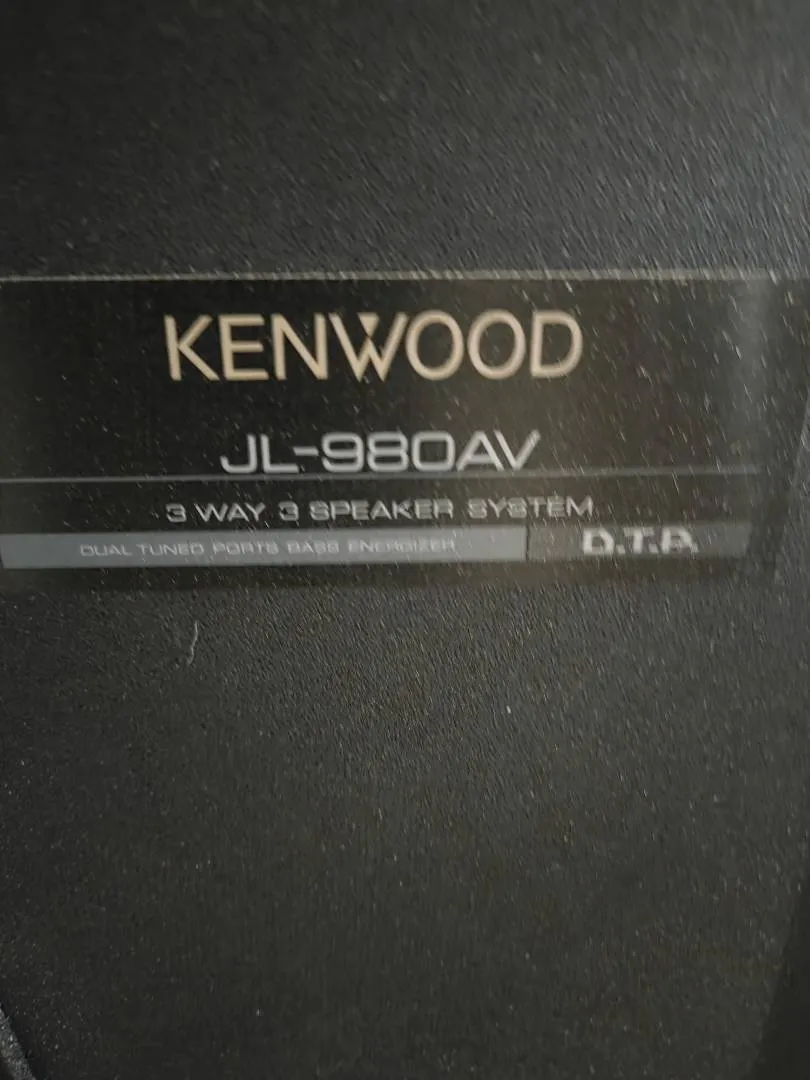 KENWOOD
JL-980AV
3 WAY 3 SPEAKER SYSTEM
DUAL TUNED PORTS BASS ENERGIZER
D.T.P.